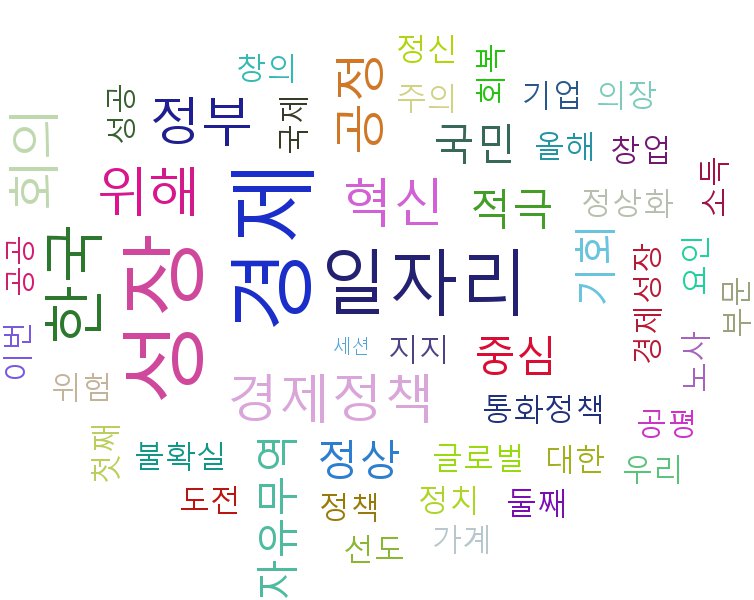 정신
창의
회복
주의
기업
의장
성공
정부
국제
공정
회의
국민
올해
창업
위해
경제
혁신
적극
정상화
소득
공공
한국
성장
일자리
기회
경제성장
요인
부문
이번
세션
지지
중심
노사
위험
경제정책
통화정책
공평
첫째
불확실
자유무역
정상
글로벌
대한
우리
도전
정책
정치
둘째
선도
가계